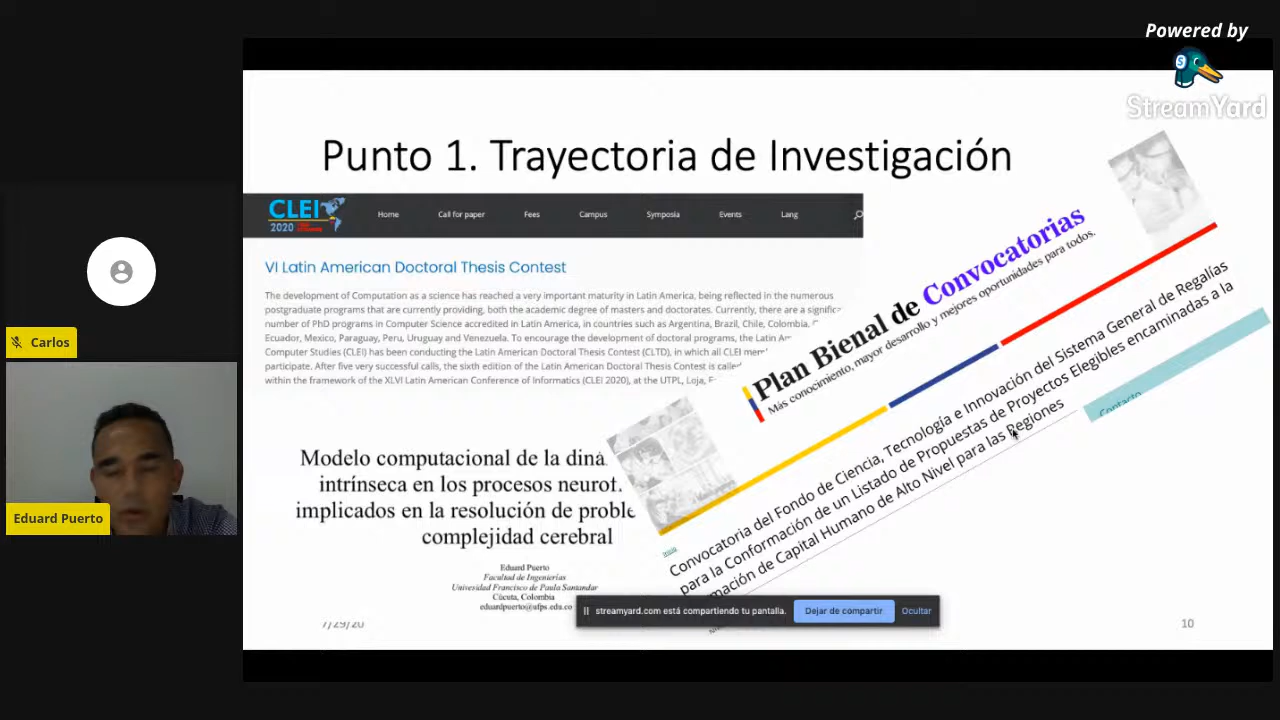 Powered by
StreamYard
Punto 1. Trayectoria de Investigación
CLEI
2020
Home Call for paper Fees Campus Symposia Events Lang
VI Latin American Doctoral Thesis Contest
The development of Computation as a science has reached a very important maturity in Latin America, being reflected in the numerous
postgraduate programs that are currently providing, both the academic degree of masters and doctorates. Currently, there are a
number of PhD programs in Computer Science accredited in Latin America, in countries such as Argentina, Brazil, Chile, Colombia,
Ecuador, Mexico, Paraguay, Peru, Uruguay and Venezuela. To encourage the development of doctoral programs, the Latin
Computer Studies (CLEI) has been conducting the Latin American Doctoral Thesis Contest (CLTD), in which all CLEI
participate. After five very successful calls, the sixth edition of the Latin American Doctoral Thesis Contest is called
within the framework of the XLVI Latin American Conference of Informatics (CLEI 2020), at the UTPL, Loja,
Modelo computacional de la
intrínseca en los procesos
implicados en la resolución de
complejidad cerebral
Eduard Puerto
Facultad de Ingenierías
Universidad Francisco de Paula Santander
Cúcuta, Colombia
eduardpuerto@ufps.edu.co
Plan Bienal de Convocatorias
Más conocimiento, mayor desarrollo y mejores oportunidades para todos.
Inicio
Contacto
Convocatoria del Fondo de Ciencia, Tecnología e Innovación del Sistema General de Regalías
para la Conformación de un Listado de Propuestas de Proyectos Elegibles encaminadas a la
de Capital Humano de Alto Nivel para las Regiones
streamyard.com está compartiendo tu pantalla. Dejar de compartir Ocultar
7/29/20
10
Carlos
Eduard Puerto